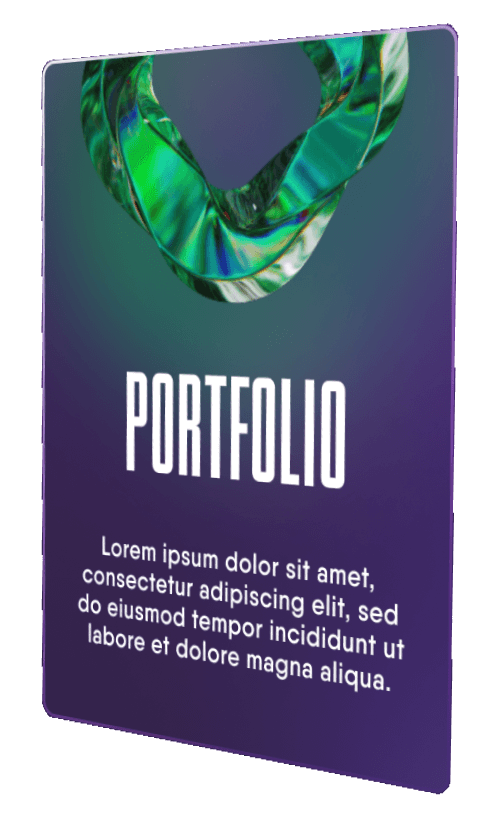 PORTFOLIO
Lorem ipsum dolor sit amet,
consectetur adipiscing elit, sed
do eiusmod tempor incididunt ut
labore et dolore magna aliqua.